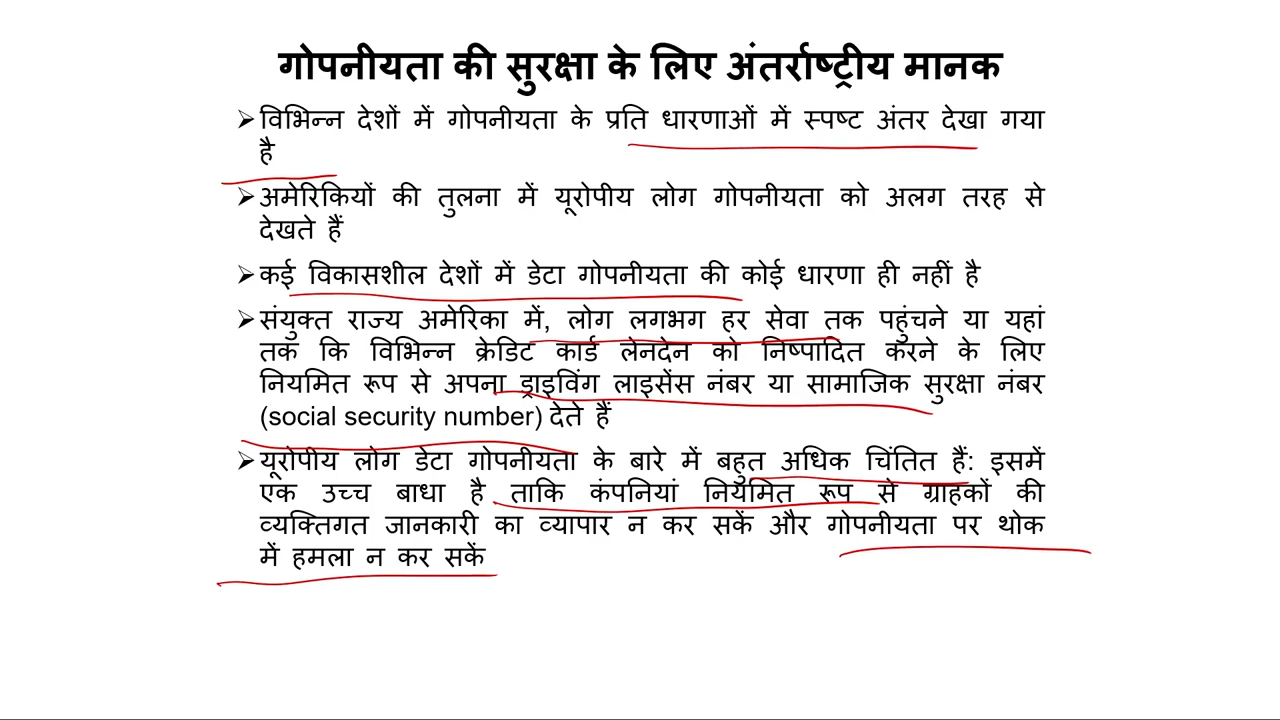 गोपनीयता की सुरक्षा के लिए अंतर्राष्ट्रीय मानक
➢विभिन्न देशों में गोपनीयता के प्रति धारणाओं में स्पष्ट अंतर देखा गया
है
➢अमेरिकियों की तुलना में यूरोपीय लोग गोपनीयता को अलग तरह से
देखते हैं
➢कई विकासशील देशों में डेटा गोपनीयता की कोई धारणा ही नहीं है
➢संयुक्त राज्य अमेरिका में, लोग लगभग हर सेवा तक पहुंचने या यहां
तक कि विभिन्न क्रेडिट कार्ड लेनदेन को निष्पादित करने के लिए
नियमित रूप से अपना ड्राइविंग लाइसेंस नंबर या सामाजिक सुरक्षा नंबर
(social security number) देते हैं
➢यूरोपीय लोग डेटा गोपनीयता के बारे में बहुत अधिक चिंतित हैं: इसमें
एक उच्च बाधा है ताकि कंपनियां नियमित रूप से ग्राहकों की
व्यक्तिगत जानकारी का व्यापार न कर सकें और गोपनीयता पर थोक
में हमला न कर सकें